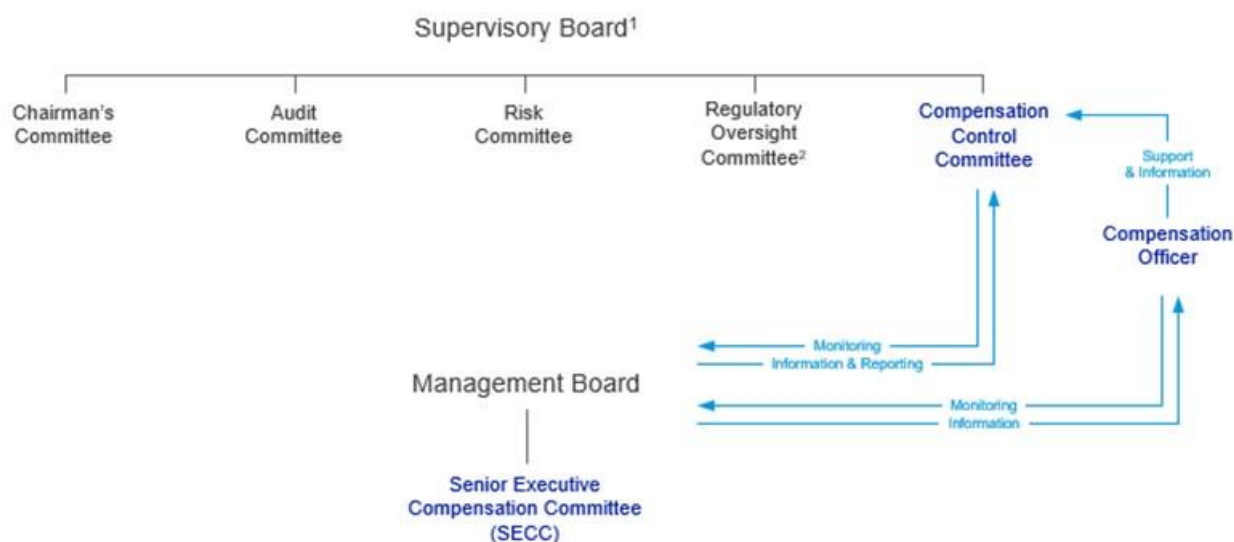 Supervisory Board¹
Chairman's
Committee
Audit
Committee
Risk
Committee
Regulatory
Oversight
Committee²
Compensation
Control
Committee
Support
& Information
Compensation
Officer
Monitoring
Information & Reporting
Management Board
Monitoring
Information
Senior Executive
Compensation Committee
(SECC)